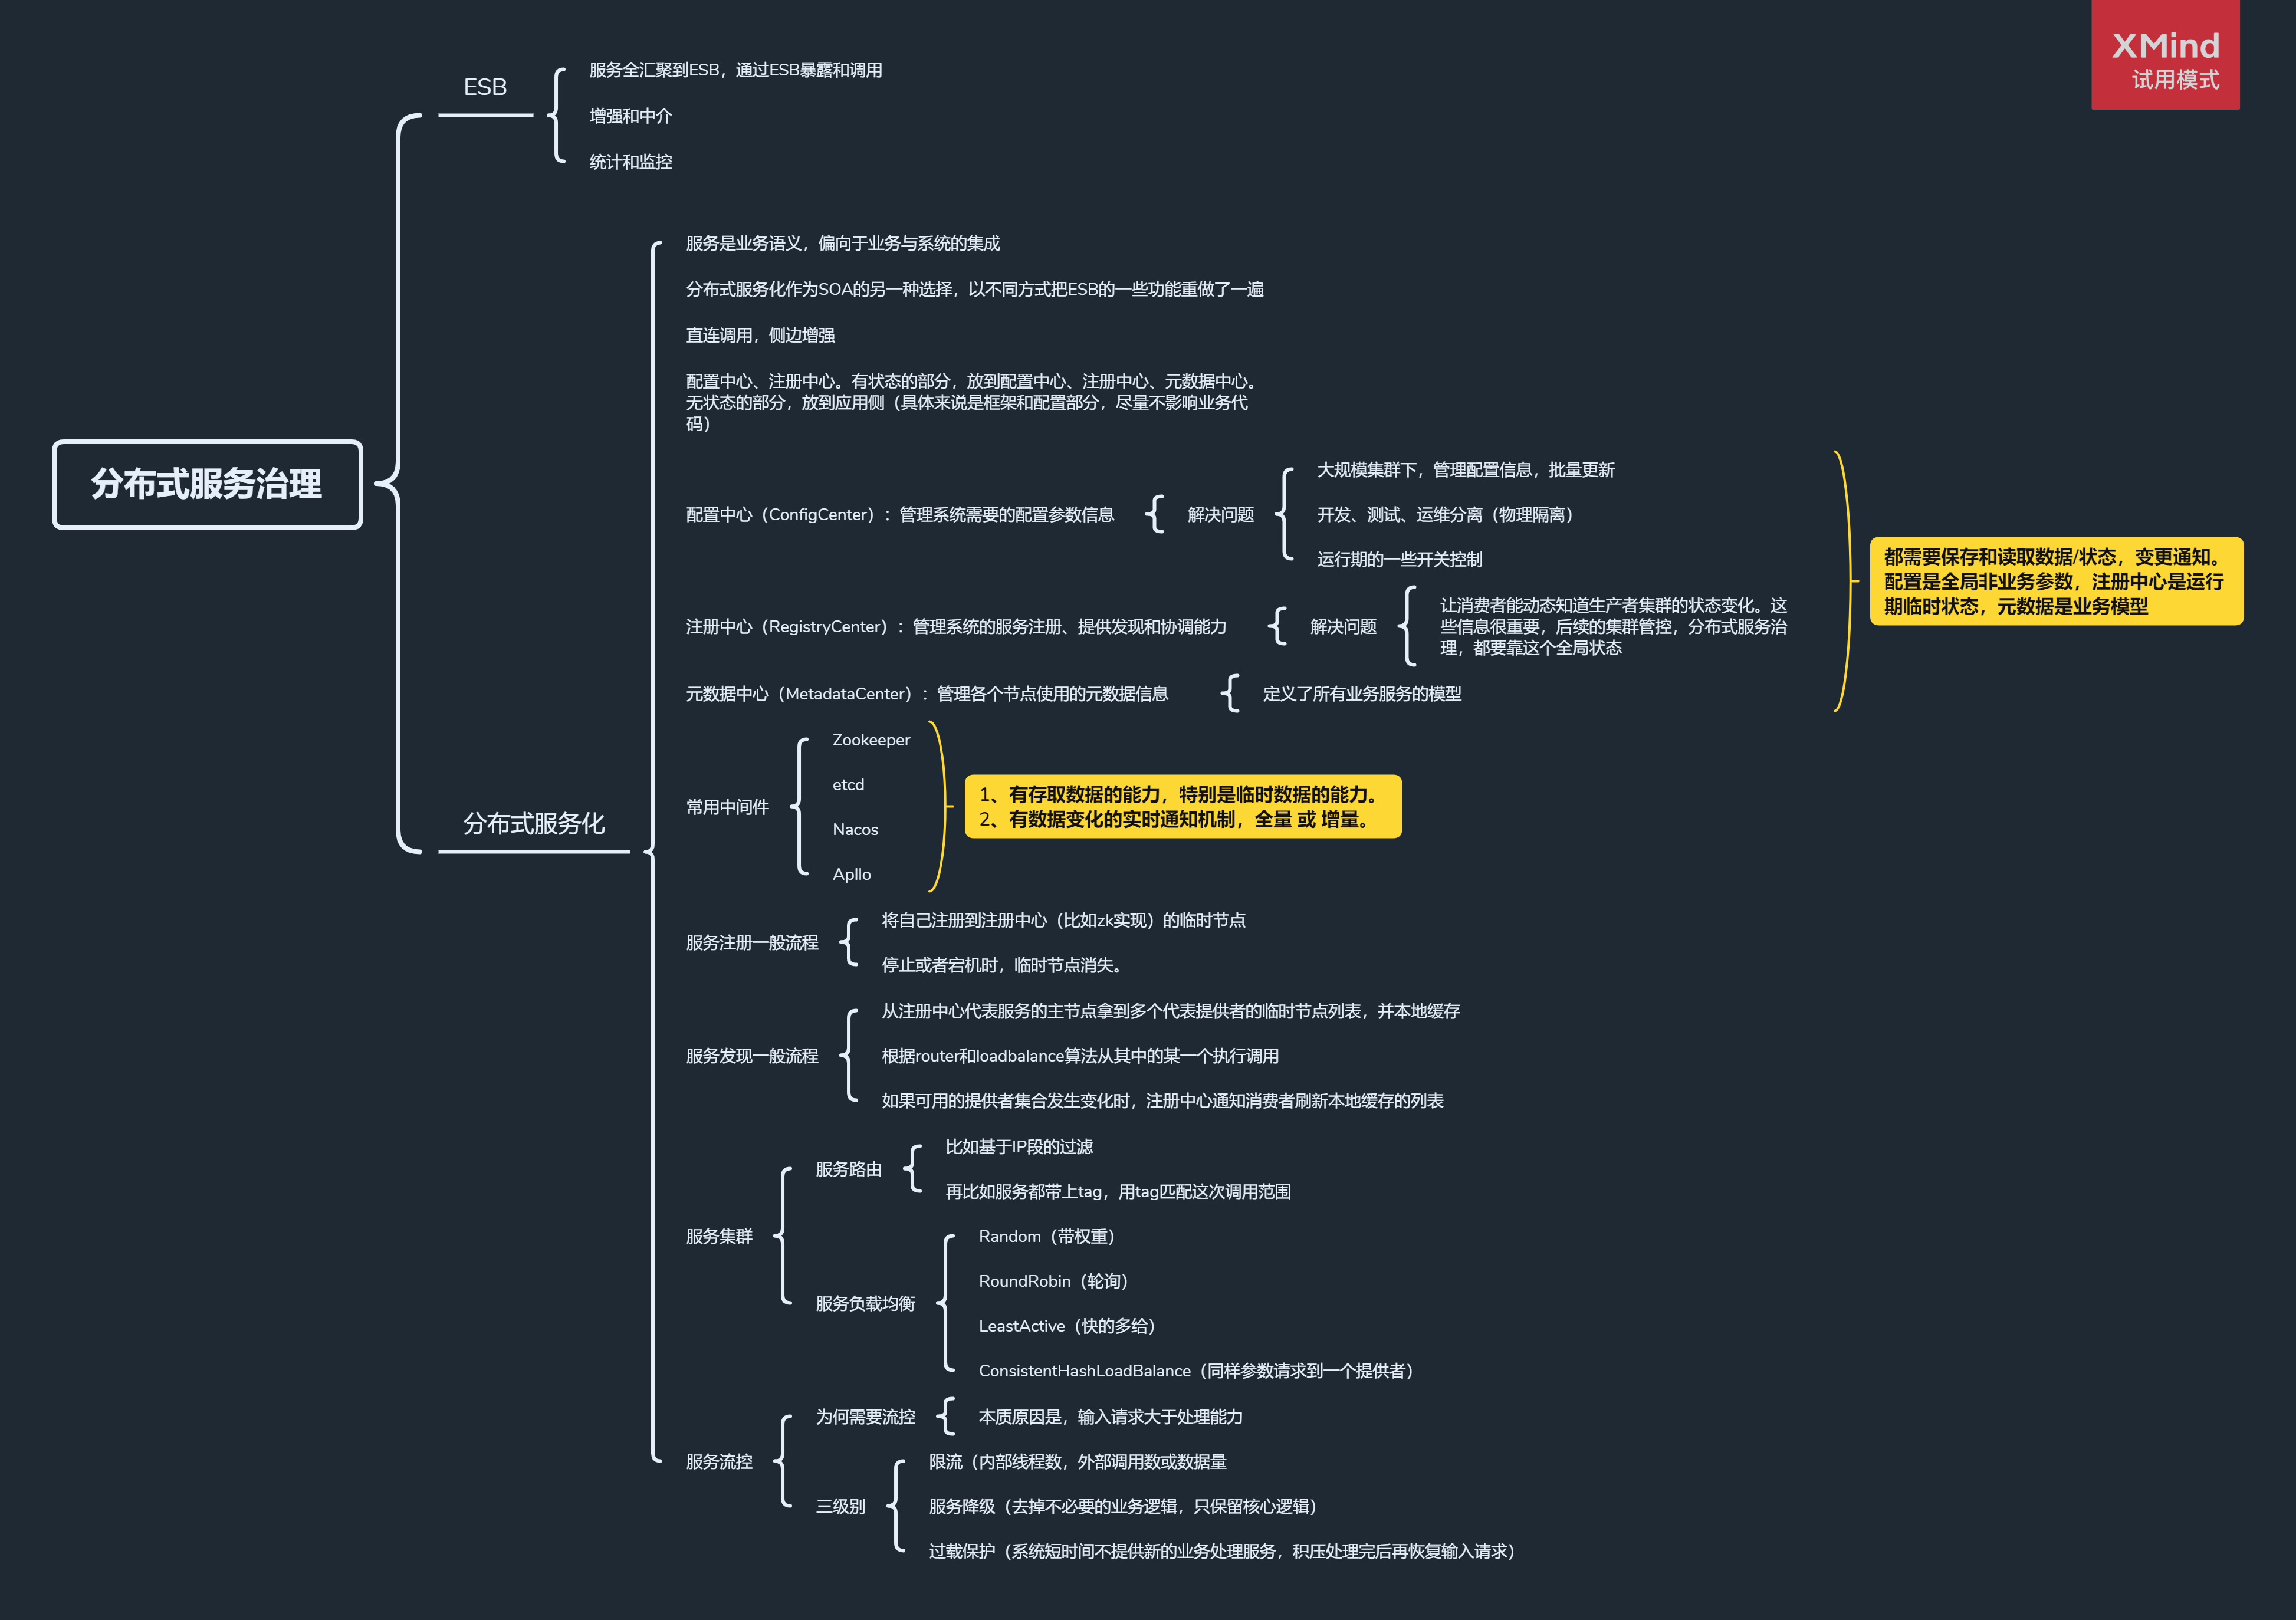 XMind
试用模式
分布式服务治理
ESB
服务全汇聚到ESB，通过ESB暴露和调用
增强和中介
统计和监控
分布式服务化
服务是业务语义，偏向于业务与系统的集成
分布式服务化作为SOA的另一种选择，以不同方式把ESB的一些功能重做了一遍
直连调用，侧边增强
配置中心、注册中心。有状态的部分，放到配置中心、注册中心、元数据中心。
无状态的部分，放到应用侧（具体来说是框架和配置部分，尽量不影响业务代
码）
配置中心（ConfigCenter）：管理系统需要的配置参数信息
解决问题
大规模集群下，管理配置信息，批量更新
开发、测试、运维分离（物理隔离）
运行期的一些开关控制
注册中心（RegistryCenter）：管理系统的服务注册、提供发现和协调能力
解决问题
让消费者能动态知道生产者集群的状态变化。这
些信息很重要，后续的集群管控，分布式服务治
理，都要靠这个全局状态
元数据中心（MetadataCenter）：管理各个节点使用的元数据信息
定义了所有业务服务的模型
都需要保存和读取数据/状态，变更通知。
配置是全局非业务参数，注册中心是运行
期临时状态，元数据是业务模型
常用中间件
Zookeeper
etcd
Nacos
Apllo
1、有存取数据的能力，特别是临时数据的能力。
2、有数据变化的实时通知机制，全量 或 增量。
服务注册一般流程
将自己注册到注册中心（比如zk实现）的临时节点
停止或者宕机时，临时节点消失。
服务发现一般流程
从注册中心代表服务的主节点拿到多个代表提供者的临时节点列表，并本地缓存
根据router和loadbalance算法从其中的某一个执行调用
如果可用的提供者集合发生变化时，注册中心通知消费者刷新本地缓存的列表
服务集群
服务路由
比如基于IP段的过滤
再比如服务都带上tag，用tag匹配这次调用范围
服务负载均衡
Random（带权重）
RoundRobin（轮询）
LeastActive（快的多给）
ConsistentHashLoadBalance（同样参数请求到一个提供者）
服务流控
为何需要流控
本质原因是，输入请求大于处理能力
三级别
限流（内部线程数，外部调用数或数据量
服务降级（去掉不必要的业务逻辑，只保留核心逻辑）
过载保护（系统短时间不提供新的业务处理服务，积压处理完后再恢复输入请求）